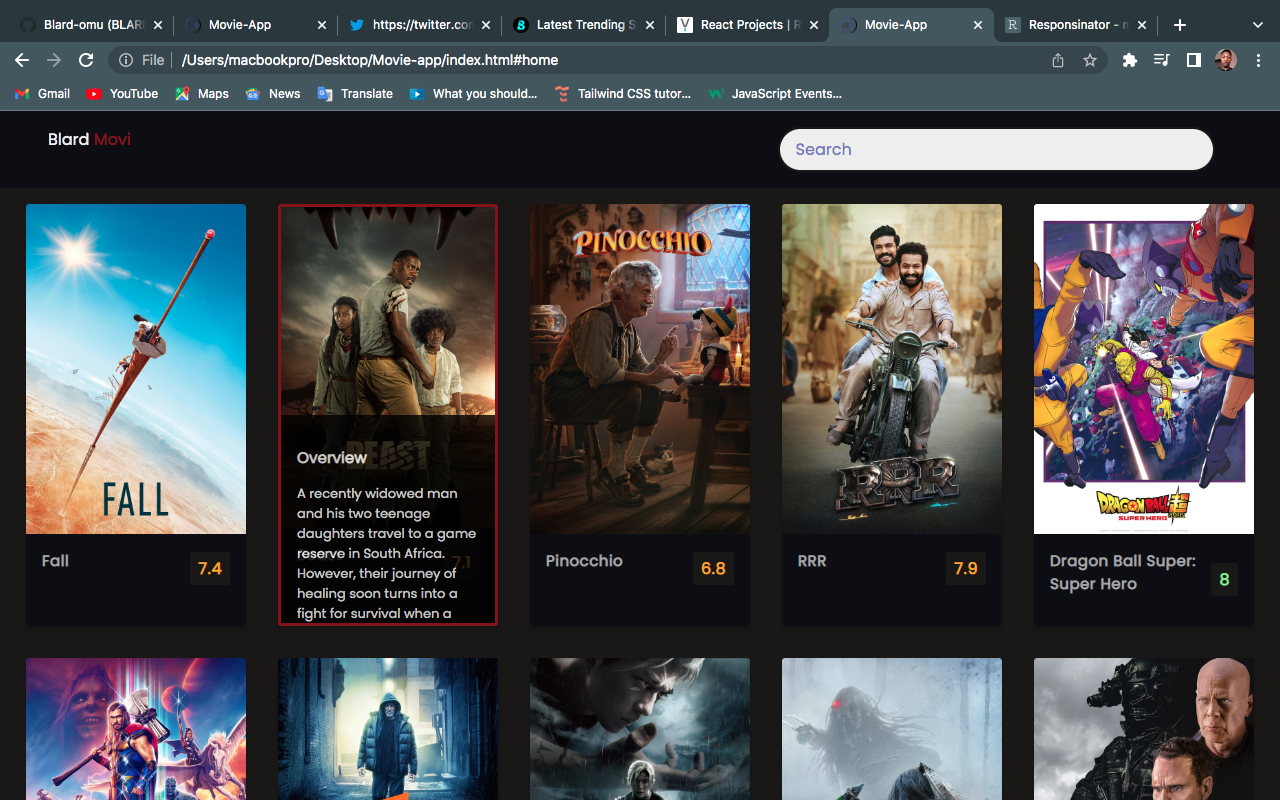 Blard-omu (BLARD
Movie-App
https://twitter.com
Latest Trending S
React Projects | R
Movie-App
Responsinator - m
File
/Users/macbookpro/Desktop/Movie-app/index.html#home
Gmail
YouTube
Maps
News
Translate
What you should...
Tailwind CSS tutor...
JavaScript Events...
Blard Movi
Search
FALL
BEAST
PINOCCHIO
RRR
DRAGON BALL
SUPER HERO
Overview
A recently widowed man
and his two teenage
daughters travel to a game
reserve in South Africa.
However, their journey of
healing soon turns into a
fight for survival when a
Fall
7.4
7.1
Pinocchio
6.8
RRR
7.9
Dragon Ball Super:
Super Hero
8